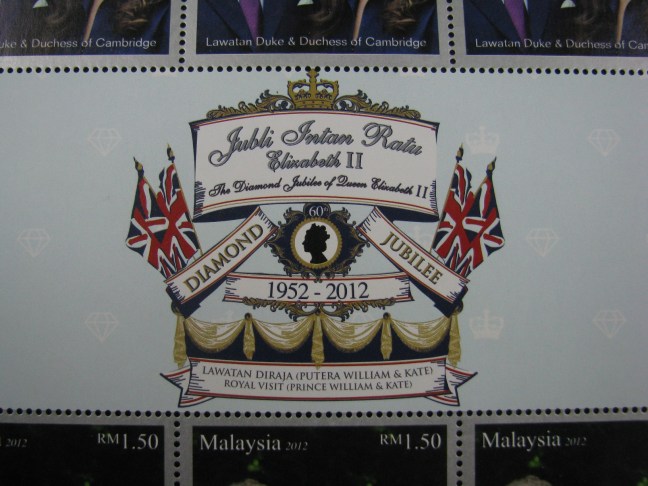 Lawatan Duke & Duchess of Cambridge
Lawatan Duke & Duchess of Cambridge
Lawatan Duke & Duchess of Cambridge
Jubli Intan Ratu
Elizabeth II
The Diamond Jubilee of Queen Elizabeth II
60th
DIAMOND
JUBILEE
1952 - 2012
LAWATAN DIRAJA (PUTERA WILLIAM & KATE)
ROYAL VISIT (PRINCE WILLIAM & KATE)
2012 RM1.50
Malaysia 2012 RM1.50
Malaysia 2012